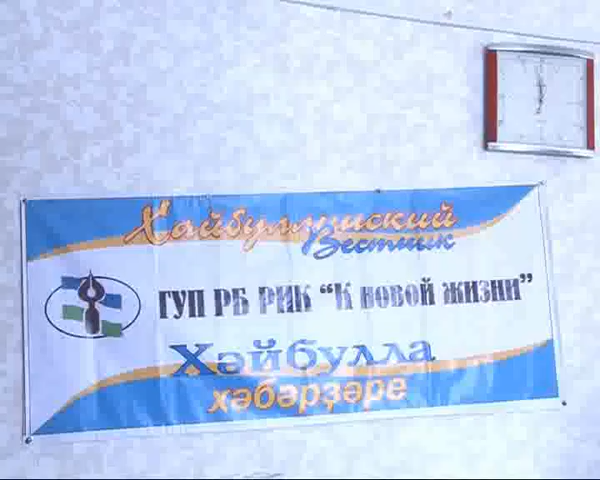 Хайбуллинский
Вестник
ГУП РБ РИК "К новой жизни"
Хәйбулла
хәбәрҙәре